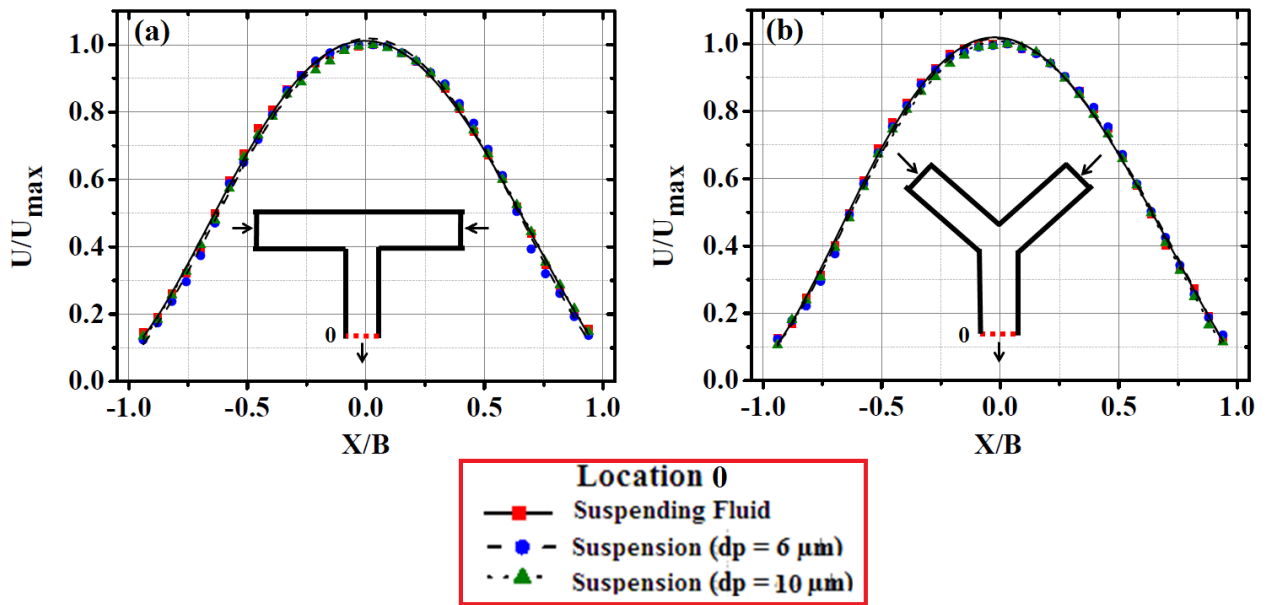 (a)
U/Umax
1.0
0.8
0.6
0.4
0.2
0.0
0
-1.0 -0.5 0.0 0.5 1.0
X/B
(b)
U/Umax
1.0
0.8
0.6
0.4
0.2
0.0
0
-1.0 -0.5 0.0 0.5 1.0
X/B
Location 0
Suspending Fluid
Suspension (dp = 6 µm)
Suspension (dp = 10 µm)